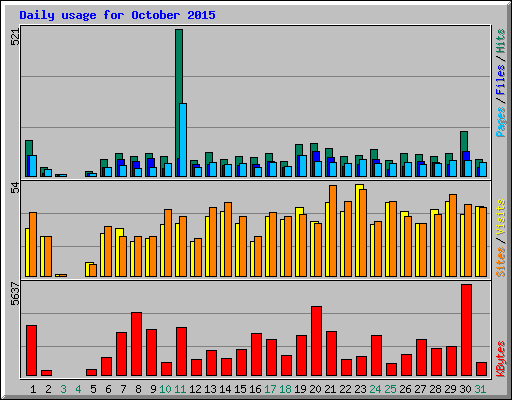 Daily usage for October 2015
521
Pages / Files / Hits
54
Sites / Visits
5637
KBytes
1 2 3 4 5 6 7 8 9 10 11 12 13 14 15 16 17 18 19 20 21 22 23 24 25 26 27 28 29 30 31